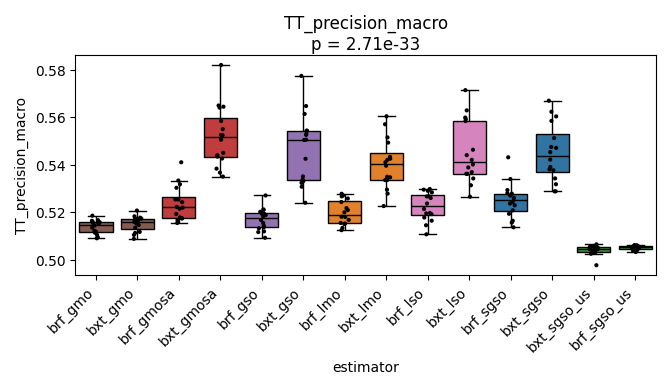 TT_precision_macro
p = 2.71e-33
TT_precision_macro
0.58
0.56
0.54
0.52
0.50
brf_gmo
bxt_gmo
brf_gmosa
bxt_gmosa
brf_gso
bxt_gso
brf_lmo
bxt_lmo
brf_lso
bxt_lso
brf_sgso
bxt_sgso
bxt_sgso_us
brf_sgso_us
estimator